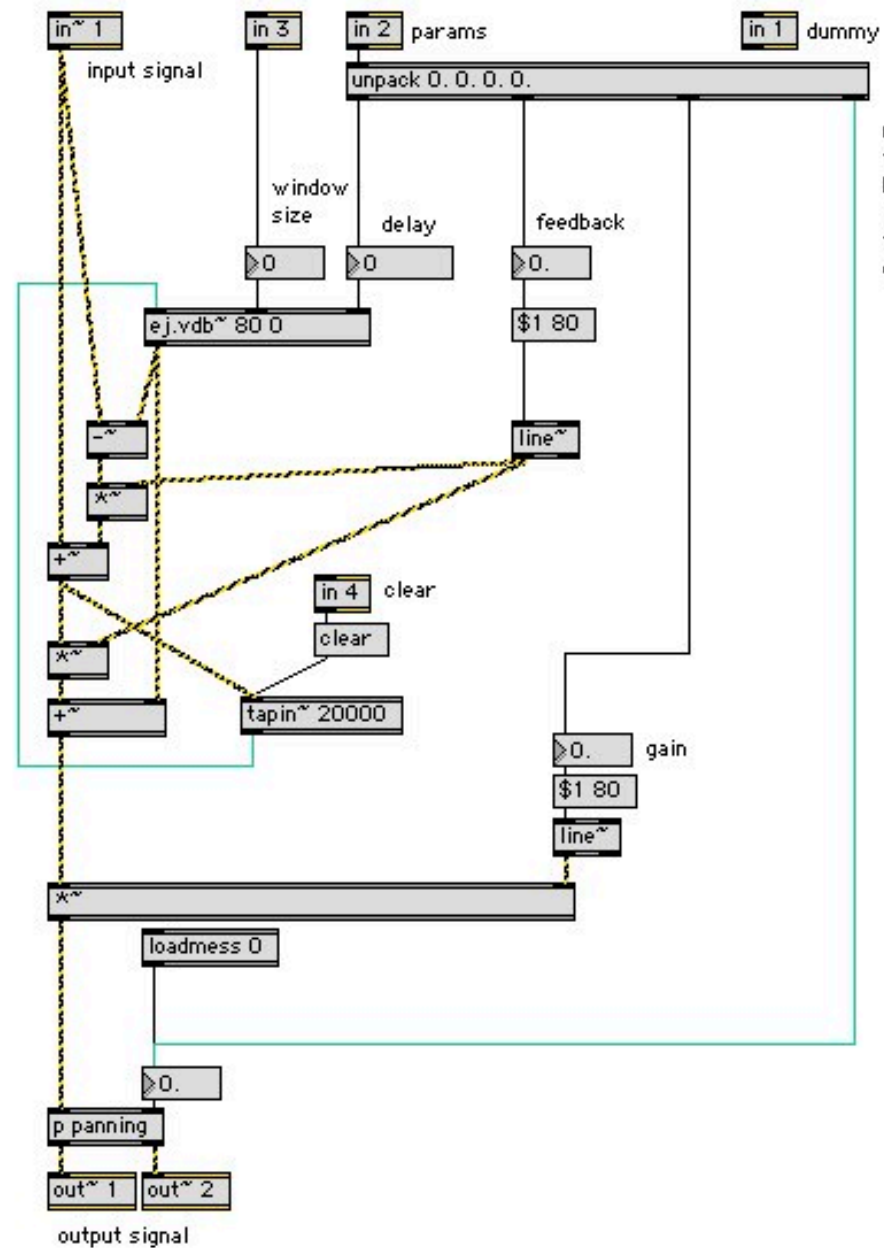 in~ 1
in 3
in 2
params
in 1
dummy
input signal
unpack 0. 0. 0. 0.
window
size
delay
feedback
0
0
0.
ej.vdb~ 80 0
$1 80
-~
line~
*~
+~
in 4
clear
clear
*~
+~
tapin~ 20000
0.
gain
$1 80
line~
*~
loadmess 0
0.
p panning
out~ 1
out~ 2
output signal